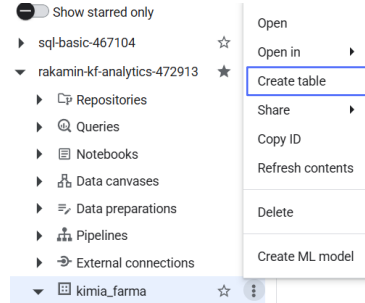 Show starred only
sql-basic-467104
rakamin-kf-analytics-472913
Repositories
Queries
Notebooks
Data canvases
Data preparations
Pipelines
External connections
kimia_farma
Open
Open in
Create table
Share
Copy ID
Refresh contents
Delete
Create ML model